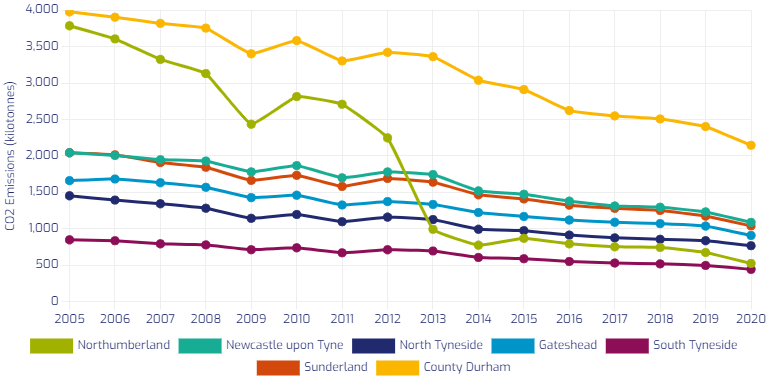 4,000
3,500
3,000
2,500
2,000
1,500
1,000
500
0
CO2 Emissions (kilotonnes)
2005 2006 2007 2008 2009 2010 2011 2012 2013 2014 2015 2016 2017 2018 2019 2020
Northumberland Newcastle upon Tyne North Tyneside Gateshead South Tyneside
Sunderland County Durham